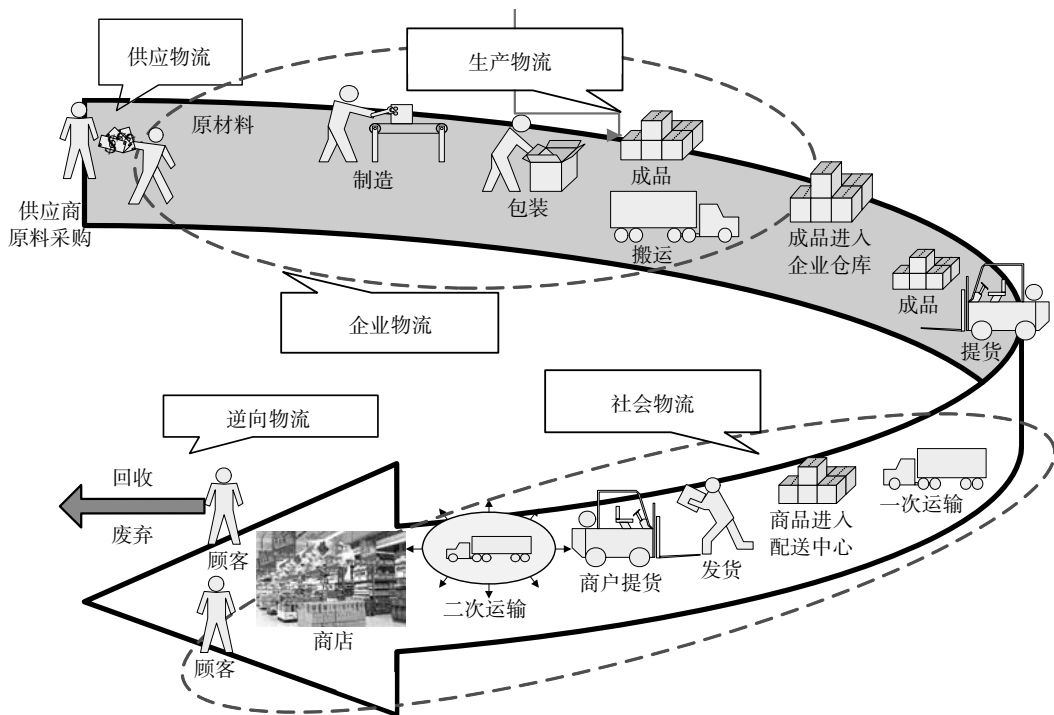 供应物流
生产物流
原材料
制造
包装
成品
搬运
供应商
原料采购
成品进入
企业仓库
成品
提货
企业物流
社会物流
逆向物流
回收
废弃
顾客
顾客
商店
二次运输
商户提货
发货
商品进入
配送中心
一次运输